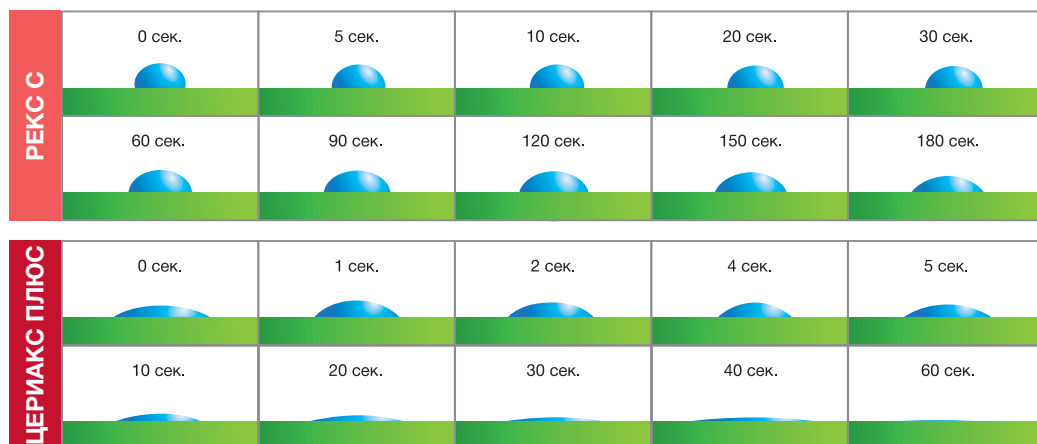 РЕКС С
0 сек. 5 сек. 10 сек. 20 сек. 30 сек.
60 сек. 90 сек. 120 сек. 150 сек. 180 сек.
ЦЕРИАКС ПЛЮС
0 сек. 1 сек. 2 сек. 4 сек. 5 сек.
10 сек. 20 сек. 30 сек. 40 сек. 60 сек.